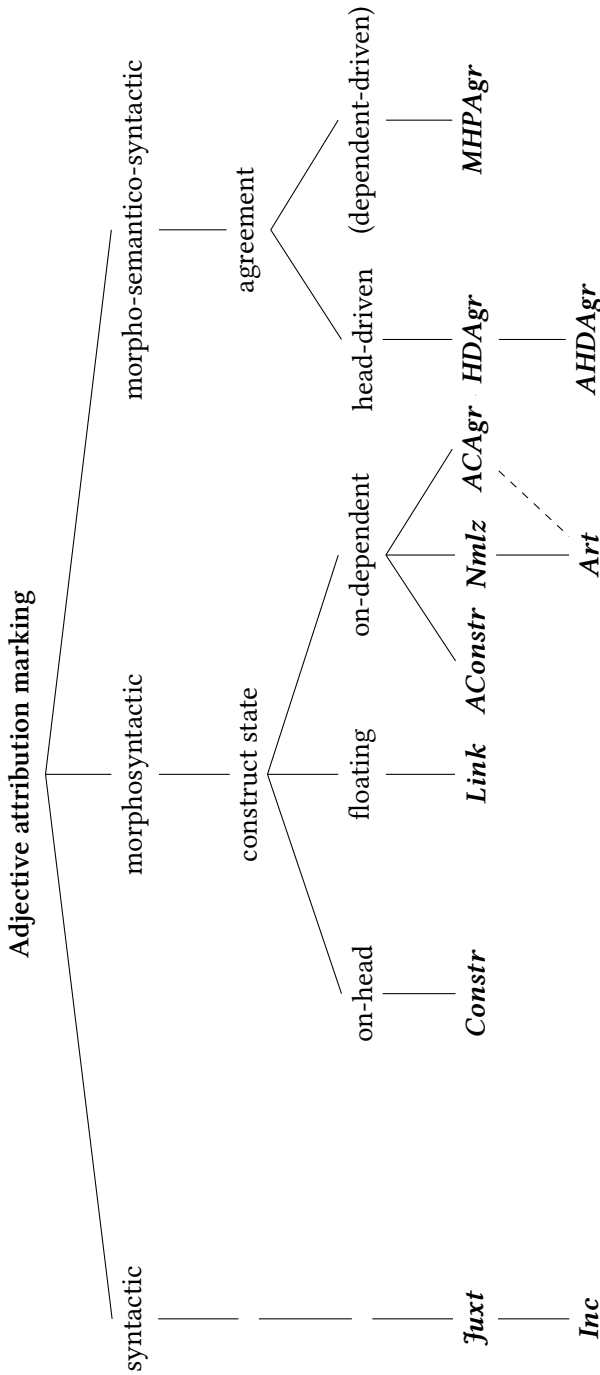 Adjective attribution marking
syntactic morphosyntactic morpho-semantico-syntactic
construct state agreement
on-head floating on-dependent head-driven (dependent-driven)
Juxt Constr Link AConstr Nmlz ACAgr HDAgr MHPAgr
Inc Art AHDAgr